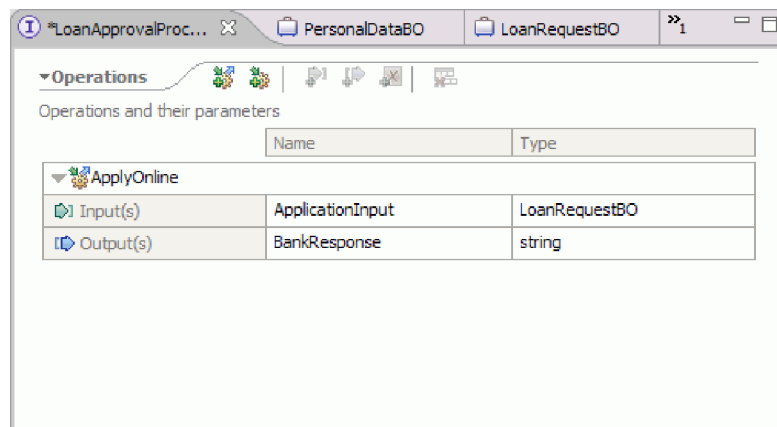 *LoanApprovalProc... PersonalDataBO LoanRequestBO »1
Operations
Operations and their parameters
Name Type
ApplyOnline
Input(s) ApplicationInput LoanRequestBO
Output(s) BankResponse string